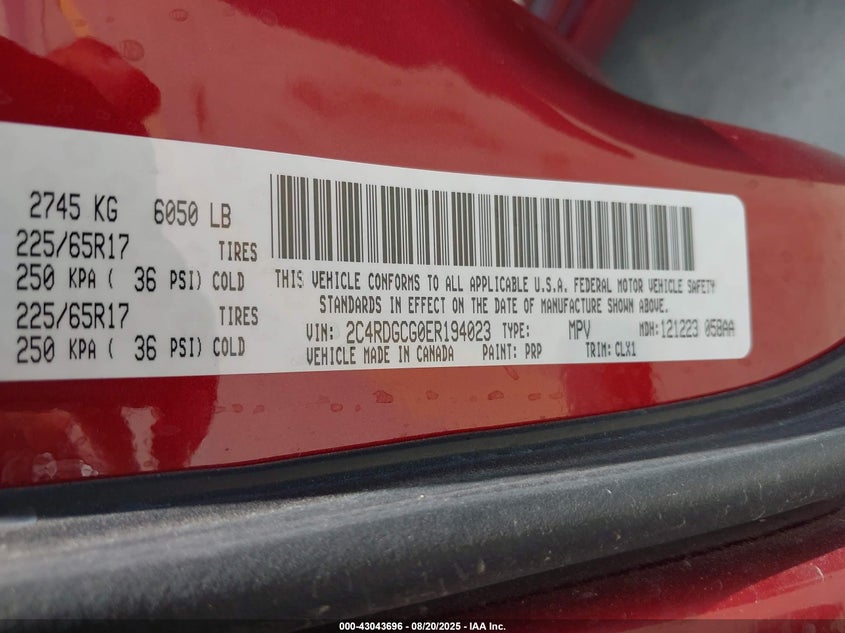 2745 KG 6050 LB
225/65R17 TIRES
250 KPA ( 36 PSI) COLD
225/65R17 TIRES
250 KPA ( 36 PSI) COLD
THIS VEHICLE CONFORMS TO ALL APPLICABLE U.S.A. FEDERAL MOTOR VEHICLE SAFETY
STANDARDS IN EFFECT ON THE DATE OF MANUFACTURE SHOWN ABOVE.
VIN: 2C4RDGCG0ER194023 TYPE: MPV MDH: 121223 058AA
VEHICLE MADE IN CANADA PAINT: PRP TRIM: CLX1
000-43043696 - 08/20/2025 - IAA Inc.